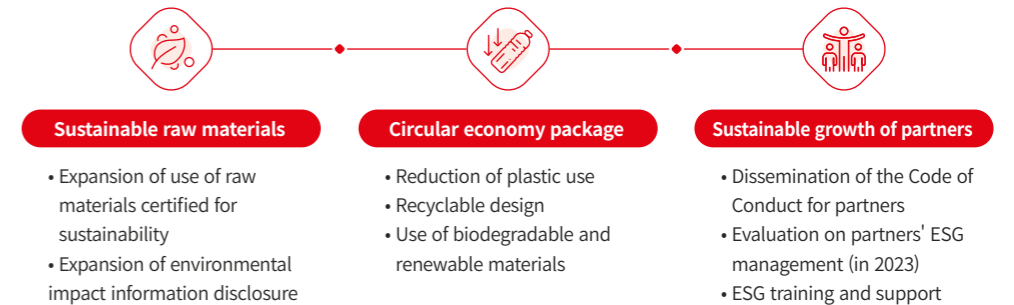 Sustainable raw materials
• Expansion of use of raw
materials certified for
sustainability
• Expansion of environmental
impact information disclosure
Circular economy package
• Reduction of plastic use
• Recyclable design
• Use of biodegradable and
renewable materials
Sustainable growth of partners
• Dissemination of the Code of
Conduct for partners
• Evaluation on partners' ESG
management (in 2023)
• ESG training and support